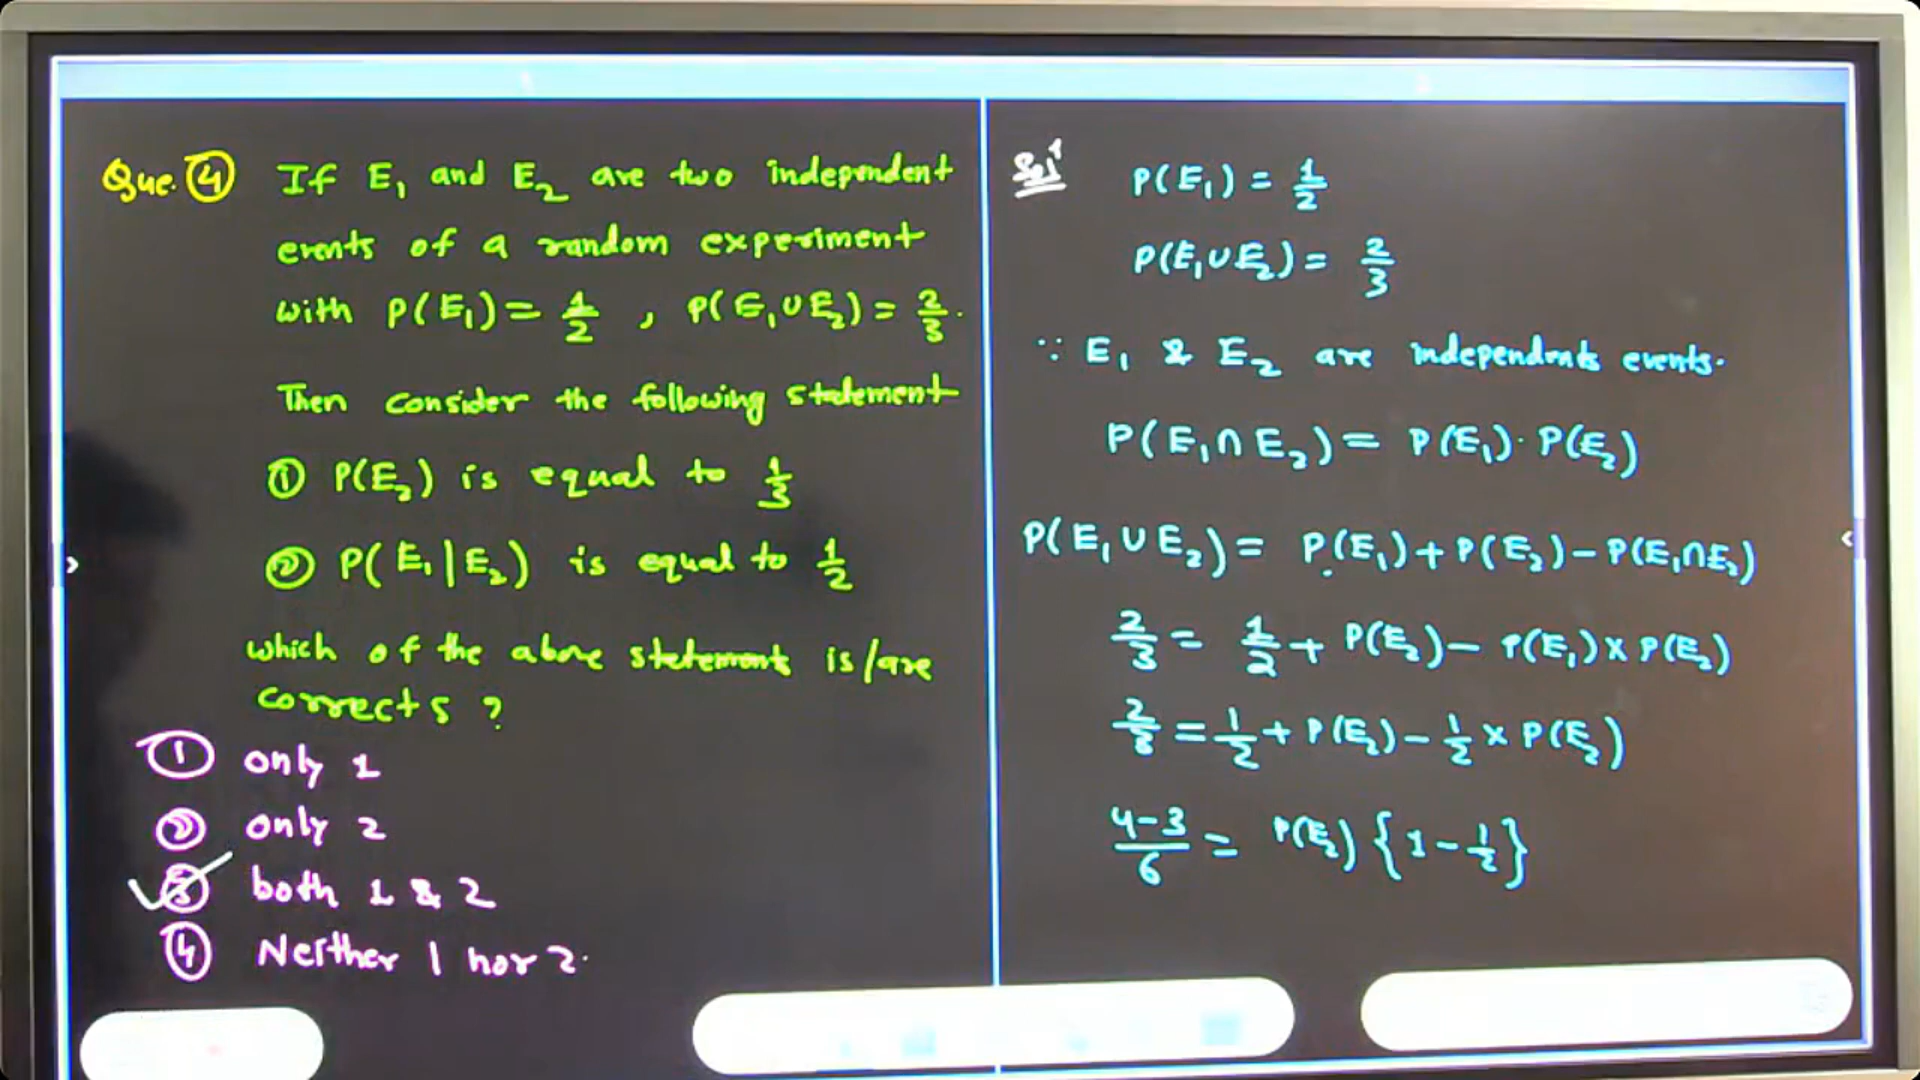 Que. ④ If E₁ and E₂ are two independent
events of a random experiment
with P(E₁) = 1/2 , P(E₁∪E₂) = 2/3.
Then consider the following statement
① P(E₂) is equal to 1/3
② P(E₁|E₂) is equal to 1/2
which of the above statements is/are
corrects ?
① only 1
② only 2
③ both 1 & 2
④ Neither 1 nor 2.
Solⁿ P(E₁) = 1/2
P(E₁∪E₂) = 2/3
∵ E₁ & E₂ are independents events.
P(E₁∩E₂) = P(E₁)·P(E₂)
P(E₁∪E₂) = P(E₁)+P(E₂)−P(E₁∩E₂)
2/3 = 1/2 + P(E₂) − P(E₁)×P(E₂)
2/3 = 1/2 + P(E₂) − 1/2 × P(E₂)
4−3/6 = P(E₂) {1 − 1/2}